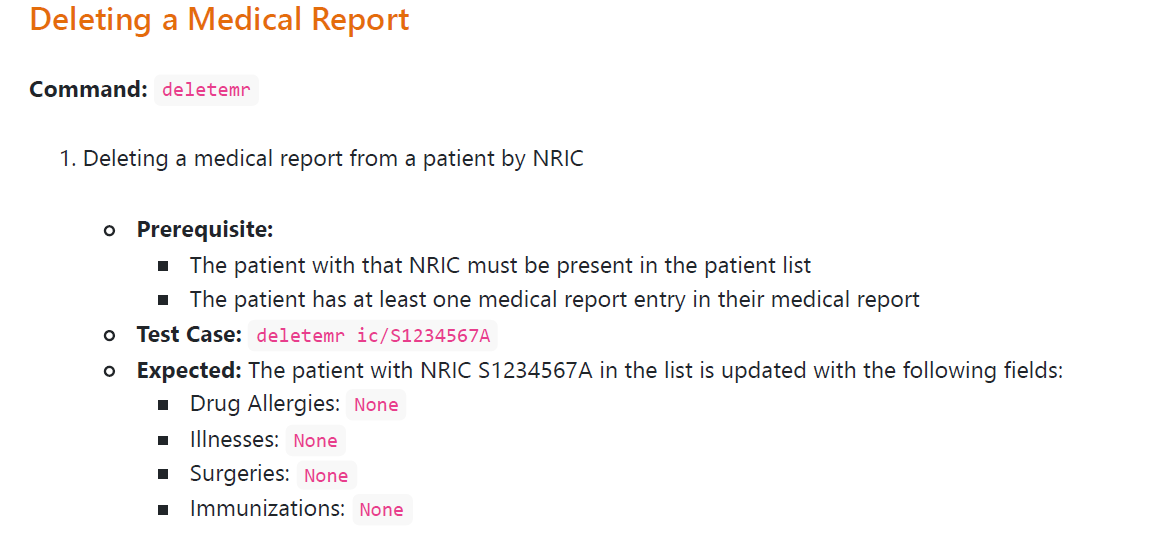 Deleting a Medical Report
Command: deletemr
1. Deleting a medical report from a patient by NRIC
Prerequisite:
The patient with that NRIC must be present in the patient list
The patient has at least one medical report entry in their medical report
Test Case: deletemr ic/S1234567A
Expected: The patient with NRIC S1234567A in the list is updated with the following fields:
Drug Allergies: None
Illnesses: None
Surgeries: None
Immunizations: None